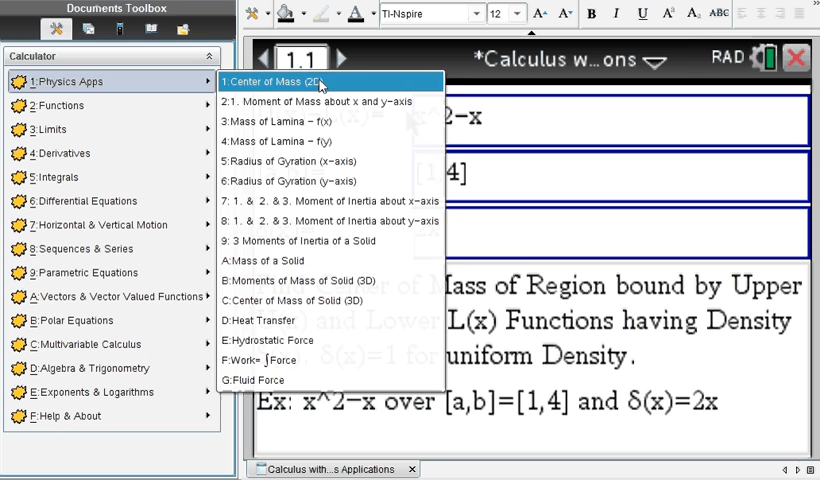 Documents Toolbox
TI-Nspire
12
A
A
B
I
U
ABC
Calculator
1.1
*Calculus w...ons
RAD
1:Physics Apps
2:Functions
3:Limits
4:Derivatives
5:Integrals
6:Differential Equations
7:Horizontal & Vertical Motion
8:Sequences & Series
9:Parametric Equations
A:Vectors & Vector Valued Functions
B:Polar Equations
C:Multivariable Calculus
D:Algebra & Trigonometry
E:Exponents & Logarithms
F:Help & About
1:Center of Mass (2D)
2:1. Moment of Mass about x and y-axis
3:Mass of Lamina - f(x)
4:Mass of Lamina - f(y)
5:Radius of Gyration (x-axis)
6:Radius of Gyration (y-axis)
7: 1. & 2. & 3. Moment of Inertia about x-axis
8: 1. & 2. & 3. Moment of Inertia about y-axis
9: 3 Moments of Inertia of a Solid
A:Mass of a Solid
B:Moments of Mass of Solid (3D)
C:Center of Mass of Solid (3D)
D:Heat Transfer
E:Hydrostatic Force
F:Work= ∫Force
G:Fluid Force
x^2-x
[1,4]
Mass of Region bound by Upper
L(x) Functions having Density
δ(x)=1 for uniform Density.
Ex: x^2-x over [a,b]=[1,4] and δ(x)=2x
Calculus with...s Applications